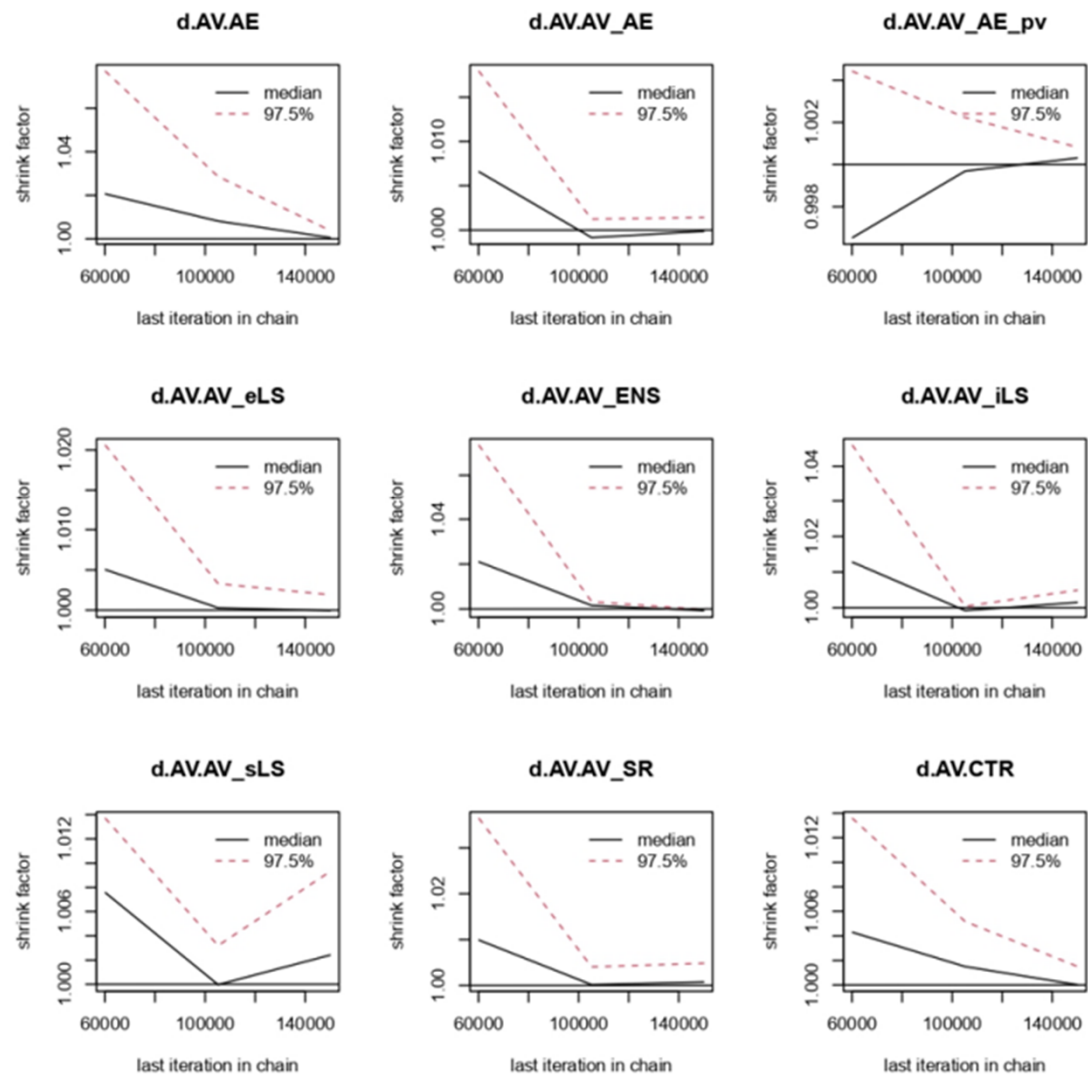 d.AV.AE
shrink factor
1.00 1.04
median
97.5%
60000 100000 140000
last iteration in chain
d.AV.AV_AE
shrink factor
1.000 1.010
median
97.5%
60000 100000 140000
last iteration in chain
d.AV.AV_AE_pv
shrink factor
0.998 1.002
median
97.5%
60000 100000 140000
last iteration in chain
d.AV.AV_eLS
shrink factor
1.000 1.010 1.020
median
97.5%
60000 100000 140000
last iteration in chain
d.AV.AV_ENS
shrink factor
1.00 1.04
median
97.5%
60000 100000 140000
last iteration in chain
d.AV.AV_iLS
shrink factor
1.00 1.02 1.04
median
97.5%
60000 100000 140000
last iteration in chain
d.AV.AV_sLS
shrink factor
1.000 1.006 1.012
median
97.5%
60000 100000 140000
last iteration in chain
d.AV.AV_SR
shrink factor
1.00 1.02
median
97.5%
60000 100000 140000
last iteration in chain
d.AV.CTR
shrink factor
1.000 1.006 1.012
median
97.5%
60000 100000 140000
last iteration in chain